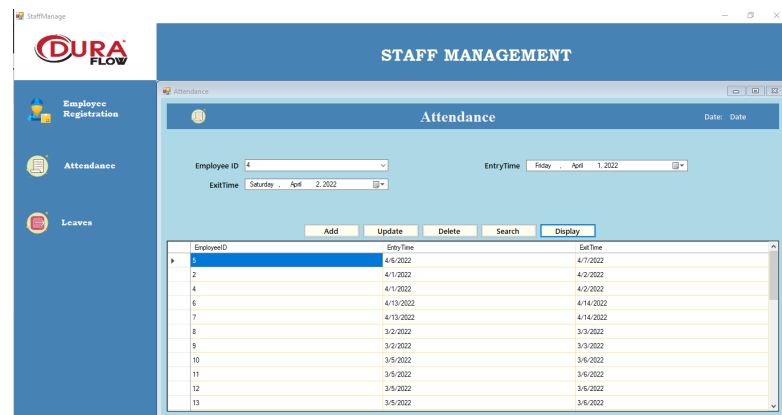 StaffManage
DURA
FLOW
®
STAFF MANAGEMENT
Employee
Registration
Attendance
Leaves
Attendance
Attendance
Date: Date
Employee ID 4
EntryTime Friday , April 1, 2022
ExitTime Saturday , April 2, 2022
Add Update Delete Search Display
EmployeeID EntryTime ExitTime
5 4/6/2022 4/7/2022
2 4/1/2022 4/2/2022
4 4/1/2022 4/2/2022
6 4/13/2022 4/14/2022
7 4/13/2022 4/14/2022
8 3/2/2022 3/3/2022
9 3/2/2022 3/3/2022
10 3/5/2022 3/6/2022
11 3/5/2022 3/6/2022
12 3/5/2022 3/6/2022
13 3/5/2022 3/6/2022